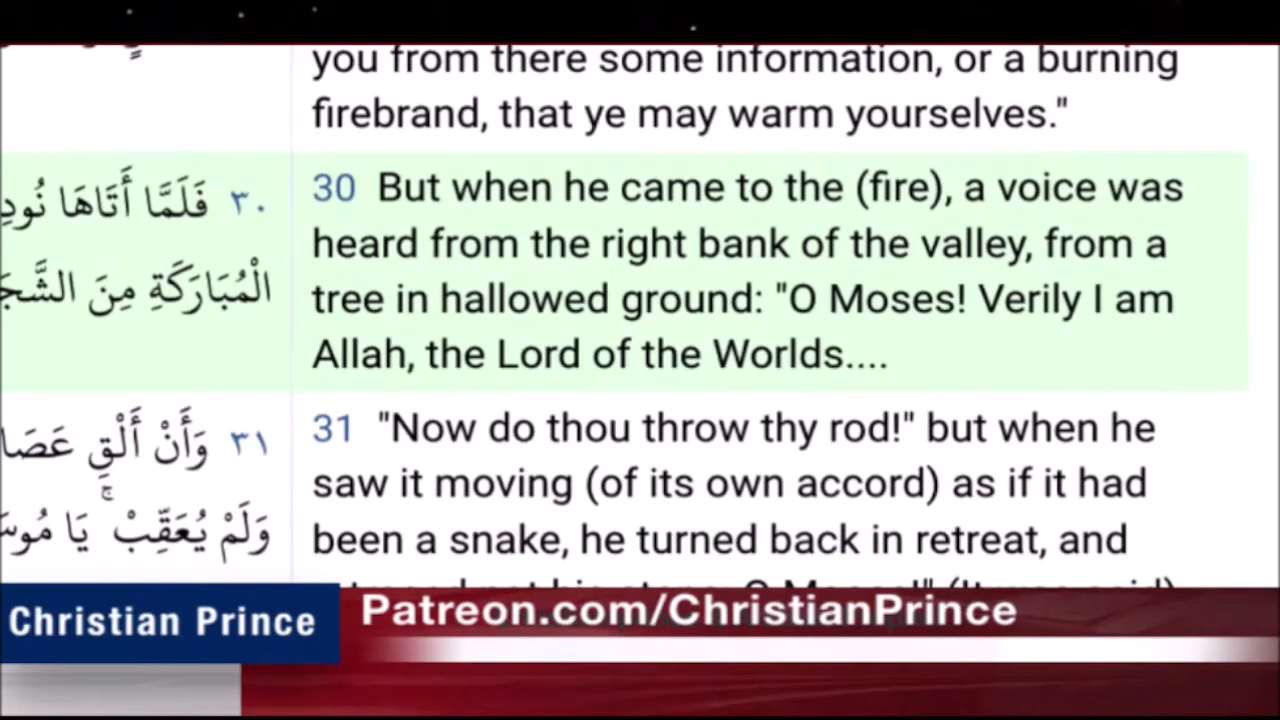 you from there some information, or a burning
firebrand, that ye may warm yourselves."
٣٠ فَلَمَّا أَتَاهَا
الْمُبَارَكَةِ مِنَ
30 But when he came to the (fire), a voice was
heard from the right bank of the valley, from a
tree in hallowed ground: "O Moses! Verily I am
Allah, the Lord of the Worlds....
٣١ وَأَنْ أَلْقِ
وَلَمْ يُعَقِّبْ ۚ يَا
31 "Now do thou throw thy rod!" but when he
saw it moving (of its own accord) as if it had
been a snake, he turned back in retreat, and
Christian Prince
Patreon.com/ChristianPrince